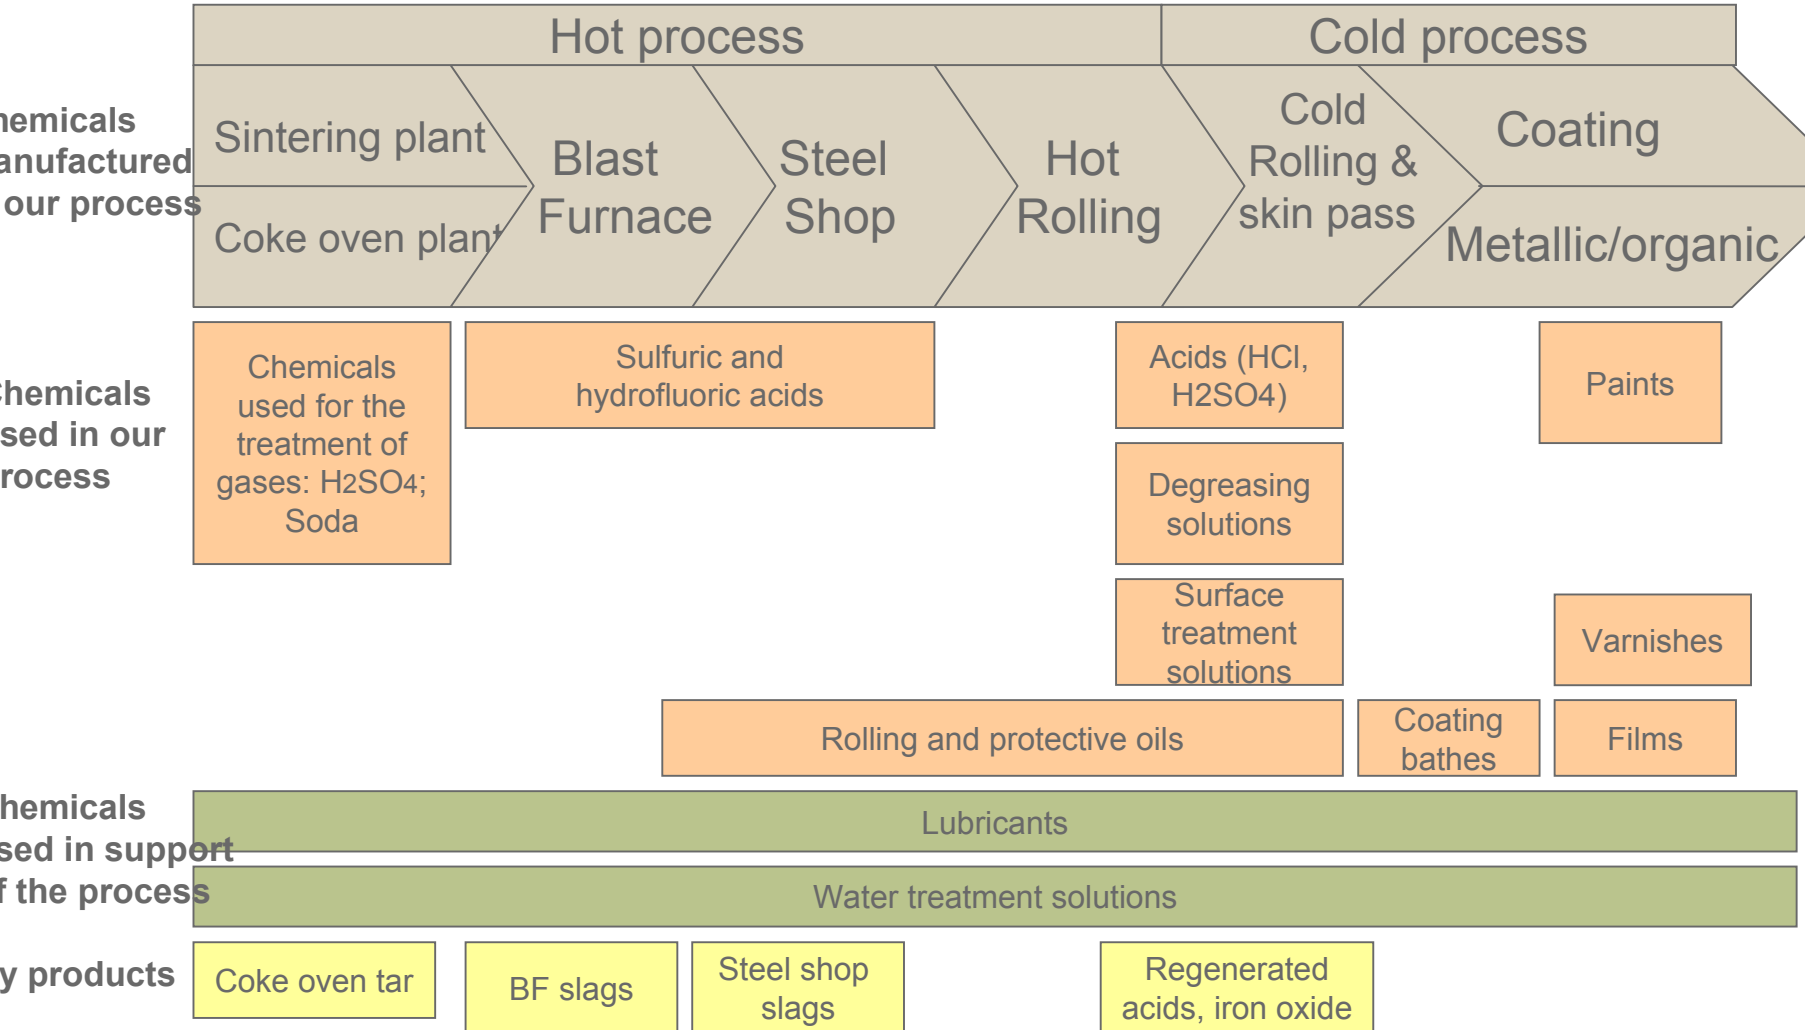 Hot process
Cold process
hemicals
anufactured
our process
Sintering plant
Coke oven plant
Blast
Furnace
Steel
Shop
Hot
Rolling
Cold
Rolling &
skin pass
Coating
Metallic/organic
Chemicals
sed in our
rocess
Chemicals
used for the
treatment of
gases: H2SO4;
Soda
Sulfuric and
hydrofluoric acids
Acids (HCl,
H2SO4)
Paints
Degreasing
solutions
Surface
treatment
solutions
Varnishes
Rolling and protective oils
Coating
bathes
Films
hemicals
sed in support
f the process
Lubricants
Water treatment solutions
y products
Coke oven tar
BF slags
Steel shop
slags
Regenerated
acids, iron oxide